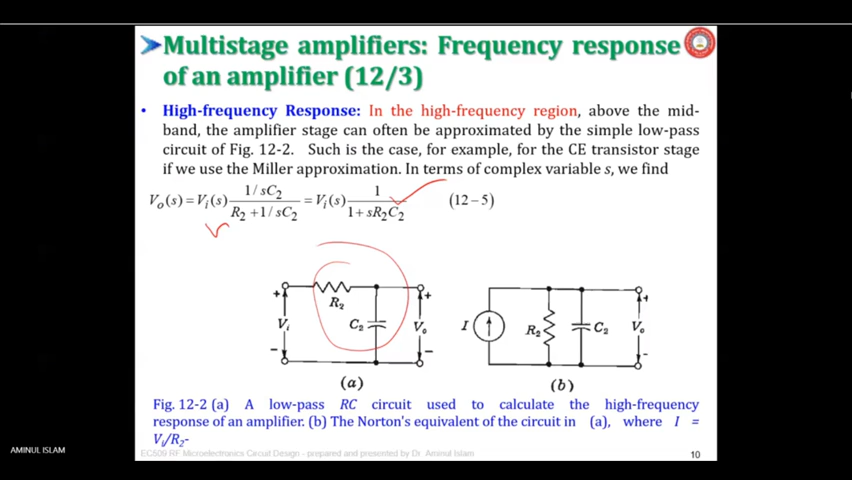 ➤Multistage amplifiers: Frequency response
of an amplifier (12/3)
• High-frequency Response: In the high-frequency region, above the mid-
band, the amplifier stage can often be approximated by the simple low-pass
circuit of Fig. 12-2. Such is the case, for example, for the CE transistor stage
if we use the Miller approximation. In terms of complex variable s, we find
V₀(s) = Vᵢ(s) (1/sC₂)/(R₂+1/sC₂) = Vᵢ(s) 1/(1+sR₂C₂) (12−5)
+ R₂ C₂ + Vᵢ V₀ − −
I R₂ C₂ + V₀ −
(a) (b)
Fig. 12-2 (a) A low-pass RC circuit used to calculate the high-frequency
response of an amplifier. (b) The Norton's equivalent of the circuit in (a), where I =
Vᵢ/R₂-
AMINUL ISLAM
EC509 RF Microelectronics Circuit Design - prepared and presented by Dr. Aminul Islam
10